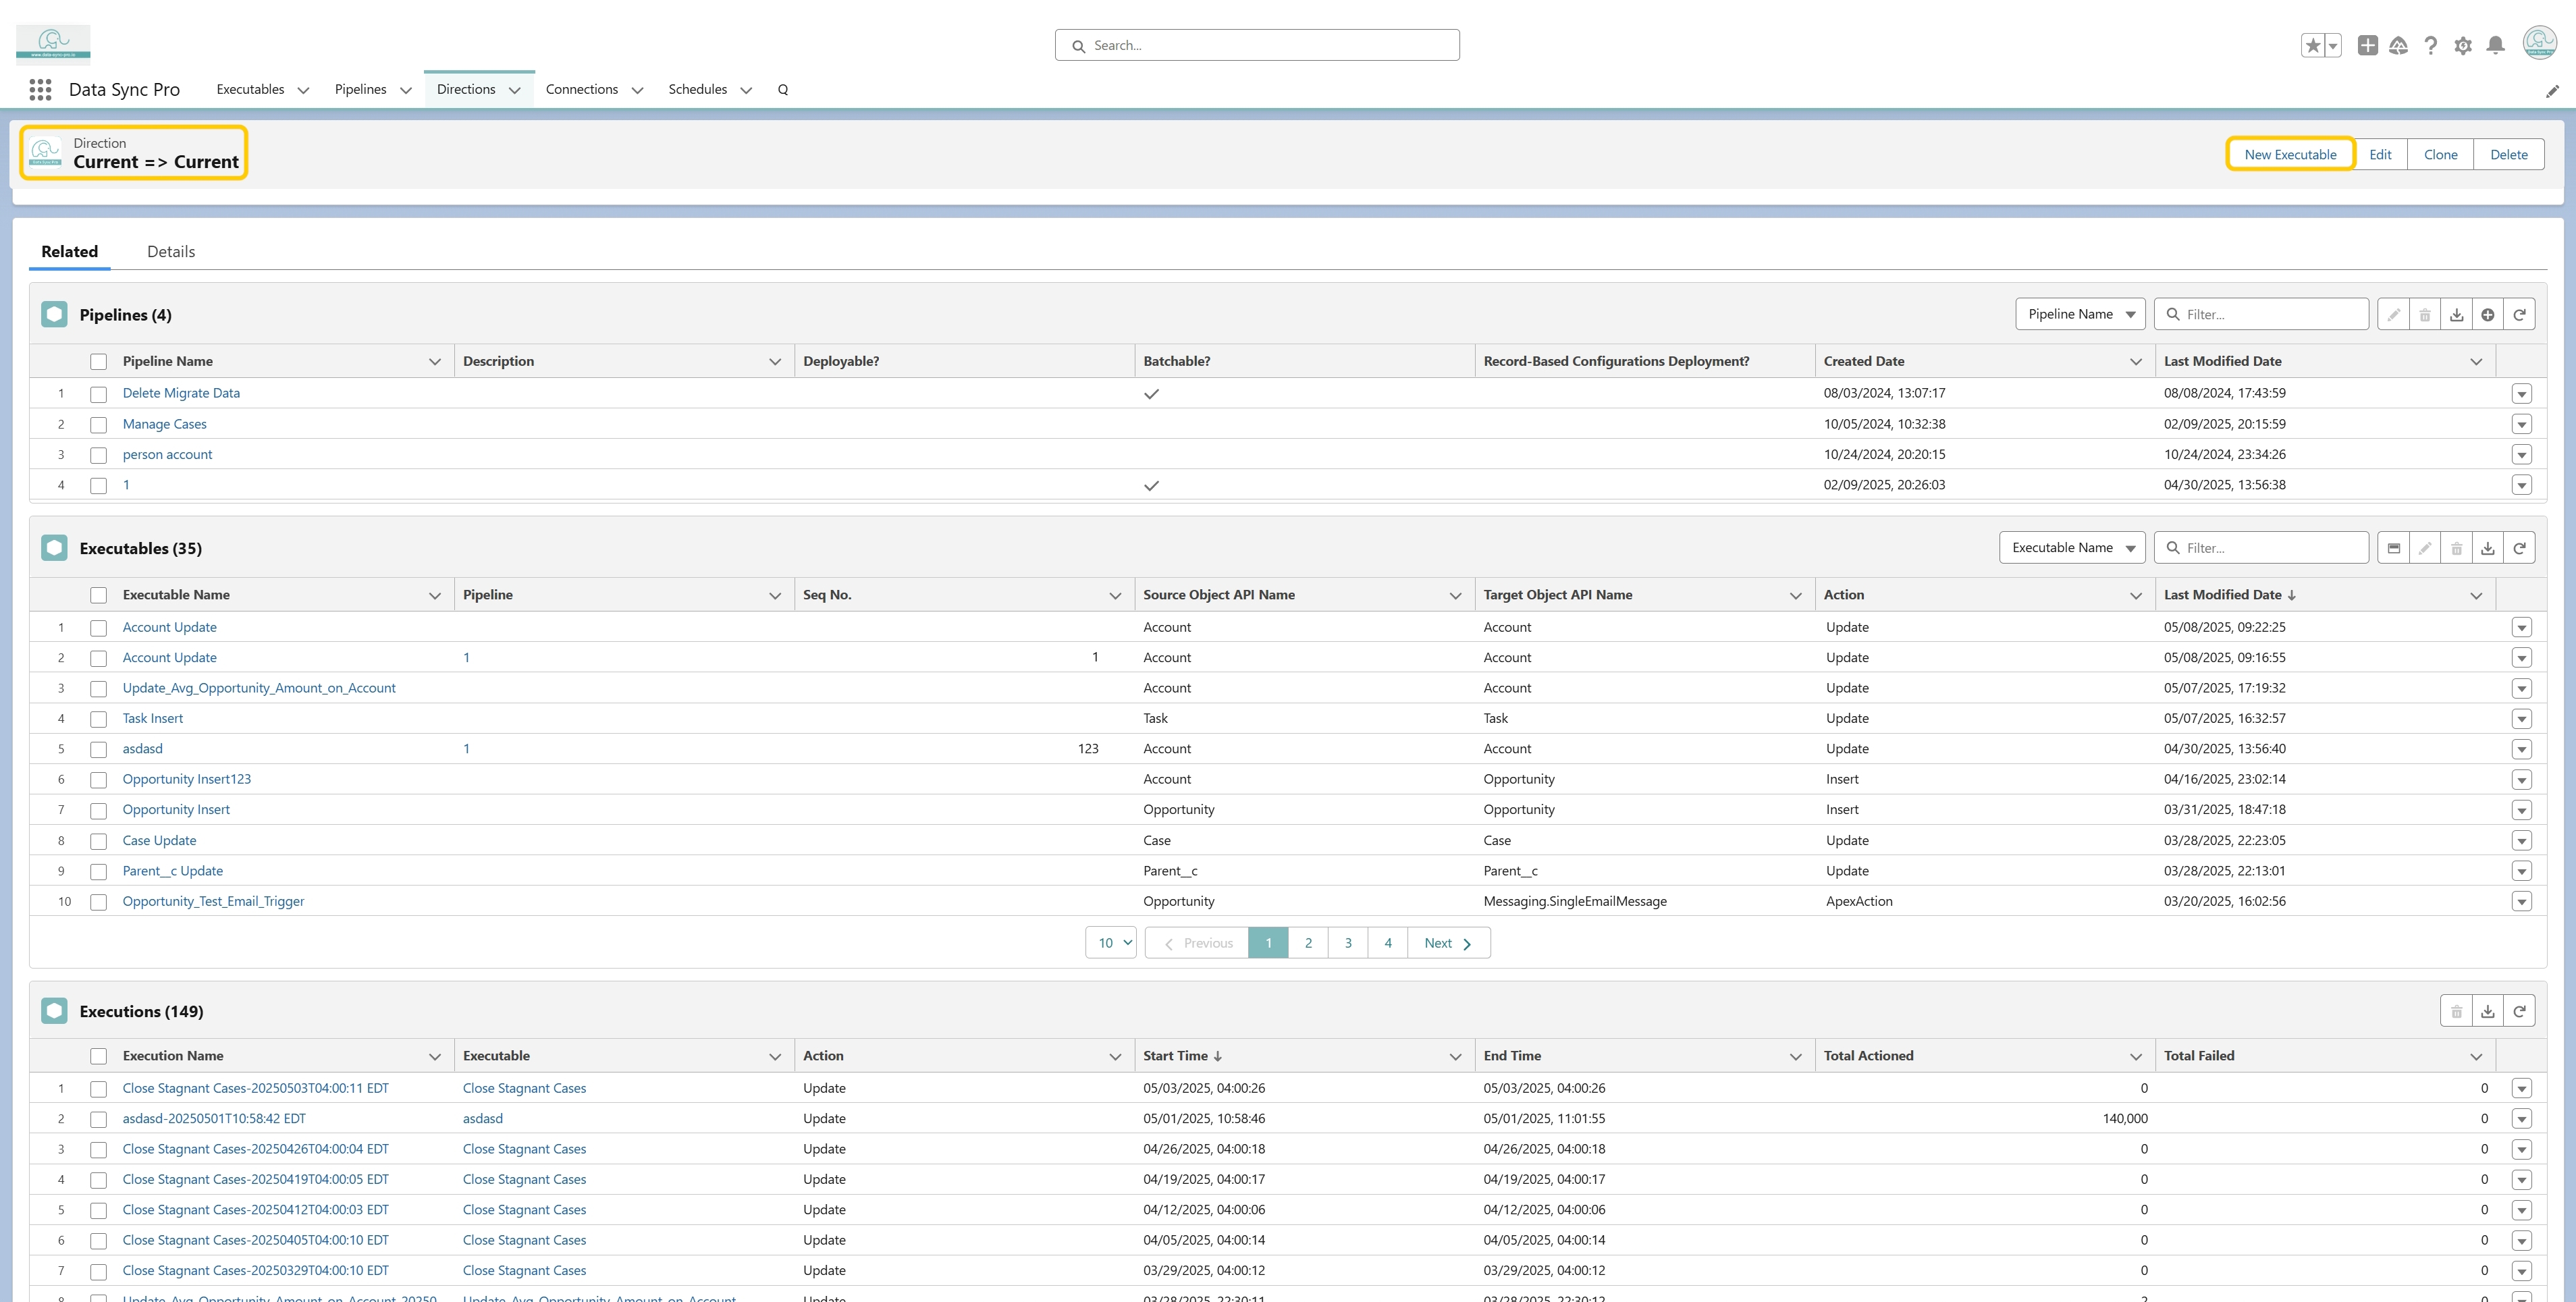 www.data-sync-pro.io
Search...
Data Sync Pro
Executables
Pipelines
Directions
Connections
Schedules
Q
Direction
Current => Current
New Executable
Edit
Clone
Delete
Related
Details
Pipelines (4)
Pipeline Name
Filter...
Pipeline Name Description Deployable? Batchable? Record-Based Configurations Deployment? Created Date Last Modified Date
1 Delete Migrate Data 08/03/2024, 13:07:17 08/08/2024, 17:43:59
2 Manage Cases 10/05/2024, 10:32:38 02/09/2025, 20:15:59
3 person account 10/24/2024, 20:20:15 10/24/2024, 23:34:26
4 1 02/09/2025, 20:26:03 04/30/2025, 13:56:38
Executables (35)
Executable Name
Filter...
Executable Name Pipeline Seq No. Source Object API Name Target Object API Name Action Last Modified Date
1 Account Update Account Account Update 05/08/2025, 09:22:25
2 Account Update 1 1 Account Account Update 05/08/2025, 09:16:55
3 Update_Avg_Opportunity_Amount_on_Account Account Account Update 05/07/2025, 17:19:32
4 Task Insert Task Task Update 05/07/2025, 16:32:57
5 asdasd 1 123 Account Account Update 04/30/2025, 13:56:40
6 Opportunity Insert123 Account Opportunity Insert 04/16/2025, 23:02:14
7 Opportunity Insert Opportunity Opportunity Insert 03/31/2025, 18:47:18
8 Case Update Case Case Update 03/28/2025, 22:23:05
9 Parent__c Update Parent__c Parent__c Update 03/28/2025, 22:13:01
10 Opportunity_Test_Email_Trigger Opportunity Messaging.SingleEmailMessage ApexAction 03/20/2025, 16:02:56
10 Previous 1 2 3 4 Next
Executions (149)
Execution Name Executable Action Start Time End Time Total Actioned Total Failed
1 Close Stagnant Cases-20250503T04:00:11 EDT Close Stagnant Cases Update 05/03/2025, 04:00:26 05/03/2025, 04:00:26 0 0
2 asdasd-20250501T10:58:42 EDT asdasd Update 05/01/2025, 10:58:46 05/01/2025, 11:01:55 140,000 0
3 Close Stagnant Cases-20250426T04:00:04 EDT Close Stagnant Cases Update 04/26/2025, 04:00:18 04/26/2025, 04:00:18 0 0
4 Close Stagnant Cases-20250419T04:00:05 EDT Close Stagnant Cases Update 04/19/2025, 04:00:17 04/19/2025, 04:00:17 0 0
5 Close Stagnant Cases-20250412T04:00:03 EDT Close Stagnant Cases Update 04/12/2025, 04:00:06 04/12/2025, 04:00:06 0 0
6 Close Stagnant Cases-20250405T04:00:10 EDT Close Stagnant Cases Update 04/05/2025, 04:00:14 04/05/2025, 04:00:14 0 0
7 Close Stagnant Cases-20250329T04:00:10 EDT Close Stagnant Cases Update 03/29/2025, 04:00:12 03/29/2025, 04:00:12 0 0
8 Update_Avg_Opportunity_Amount_on_Account-20250 Update_Avg_Opportunity_Amount_on_Account Update 03/28/2025, 22:30:11 03/28/2025, 22:30:12 2 0